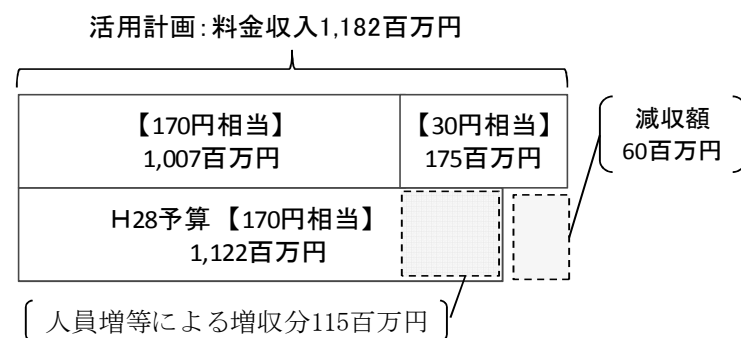 活用計画：料金収入1,182百万円
【170円相当】
1,007百万円
【30円相当】
175百万円
減収額
60百万円
H28予算【170円相当】
1,122百万円
人員増等による増収分115百万円